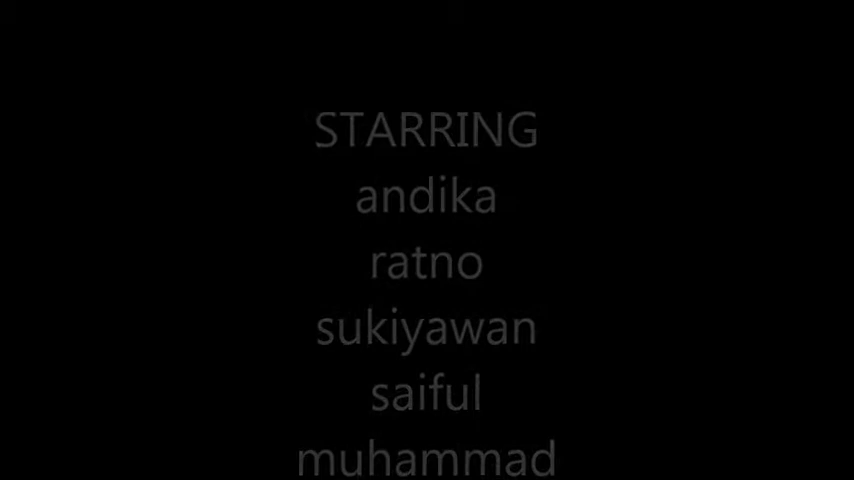 STARRING
andika
ratno
sukiyawan
saiful
muhammad